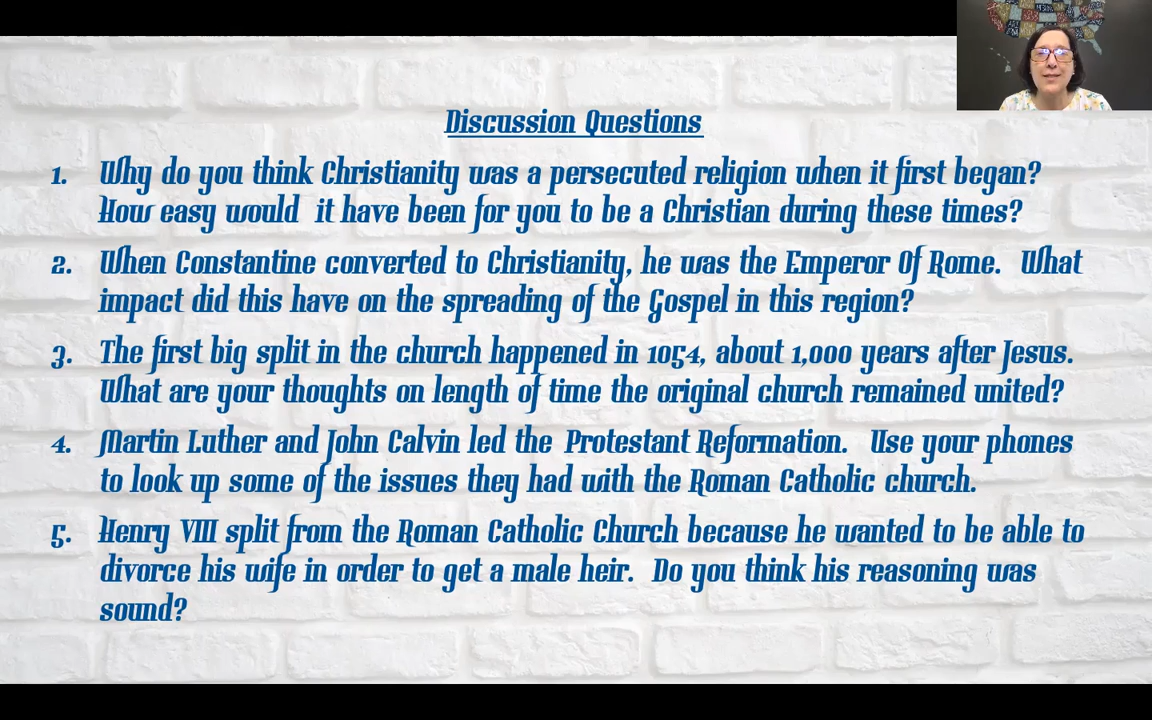 Discussion Questions
1. Why do you think Christianity was a persecuted religion when it first began?
How easy would it have been for you to be a Christian during these times?
2. When Constantine converted to Christianity, he was the Emperor Of Rome. What
impact did this have on the spreading of the Gospel in this region?
3. The first big split in the church happened in 1054, about 1,000 years after Jesus.
What are your thoughts on length of time the original church remained united?
4. Martin Luther and John Calvin led the Protestant Reformation. Use your phones
to look up some of the issues they had with the Roman Catholic church.
5. Henry VIII split from the Roman Catholic Church because he wanted to be able to
divorce his wife in order to get a male heir. Do you think his reasoning was
sound?